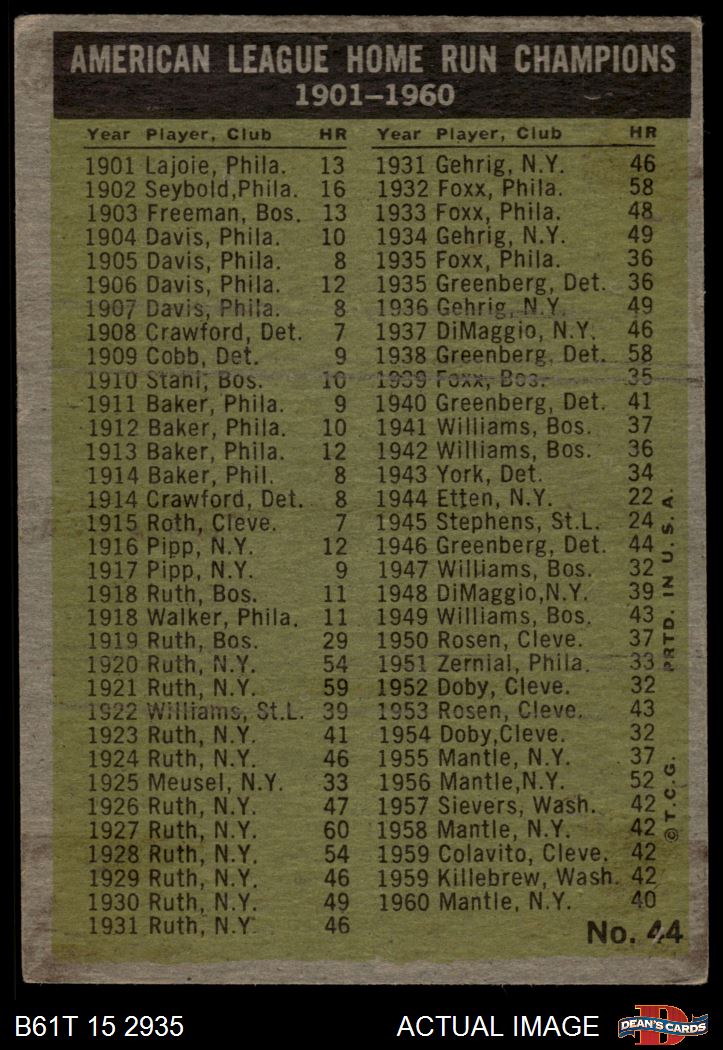 AMERICAN LEAGUE HOME RUN CHAMPIONS
1901-1960
Year Player, Club HR
1901 Lajoie, Phila. 13
1902 Seybold,Phila. 16
1903 Freeman, Bos. 13
1904 Davis, Phila. 10
1905 Davis, Phila. 8
1906 Davis, Phila. 12
1907 Davis, Phila. 8
1908 Crawford, Det. 7
1909 Cobb, Det. 9
1910 Stahl, Bos. 10
1911 Baker, Phila. 9
1912 Baker, Phila. 10
1913 Baker, Phila. 12
1914 Baker, Phil. 8
1914 Crawford, Det. 8
1915 Roth, Cleve. 7
1916 Pipp, N.Y. 12
1917 Pipp, N.Y. 9
1918 Ruth, Bos. 11
1918 Walker, Phila. 11
1919 Ruth, Bos. 29
1920 Ruth, N.Y. 54
1921 Ruth, N.Y. 59
1922 Williams, St.L. 39
1923 Ruth, N.Y. 41
1924 Ruth, N.Y. 46
1925 Meusel, N.Y. 33
1926 Ruth, N.Y. 47
1927 Ruth, N.Y. 60
1928 Ruth, N.Y. 54
1929 Ruth, N.Y. 46
1930 Ruth, N.Y. 49
1931 Ruth, N.Y. 46
Year Player, Club HR
1931 Gehrig, N.Y. 46
1932 Foxx, Phila. 58
1933 Foxx, Phila. 48
1934 Gehrig, N.Y. 49
1935 Foxx, Phila. 36
1935 Greenberg, Det. 36
1936 Gehrig, N.Y. 49
1937 DiMaggio, N.Y. 46
1938 Greenberg, Det. 58
1939 Foxx, Bos. 35
1940 Greenberg, Det. 41
1941 Williams, Bos. 37
1942 Williams, Bos. 36
1943 York, Det. 34
1944 Etten, N.Y. 22
1945 Stephens, St.L. 24
1946 Greenberg, Det. 44
1947 Williams, Bos. 32
1948 DiMaggio,N.Y. 39
1949 Williams, Bos. 43
1950 Rosen, Cleve. 37
1951 Zernial, Phila. 33
1952 Doby, Cleve. 32
1953 Rosen, Cleve. 43
1954 Doby,Cleve. 32
1955 Mantle, N.Y. 37
1956 Mantle,N.Y. 52
1957 Sievers, Wash. 42
1958 Mantle, N.Y. 42
1959 Colavito, Cleve. 42
1959 Killebrew, Wash. 42
1960 Mantle, N.Y. 40
No. 44
© T.C.G. PRTD. IN U. S. A.
B61T 15 2935 ACTUAL IMAGE
DEAN'S CARDS